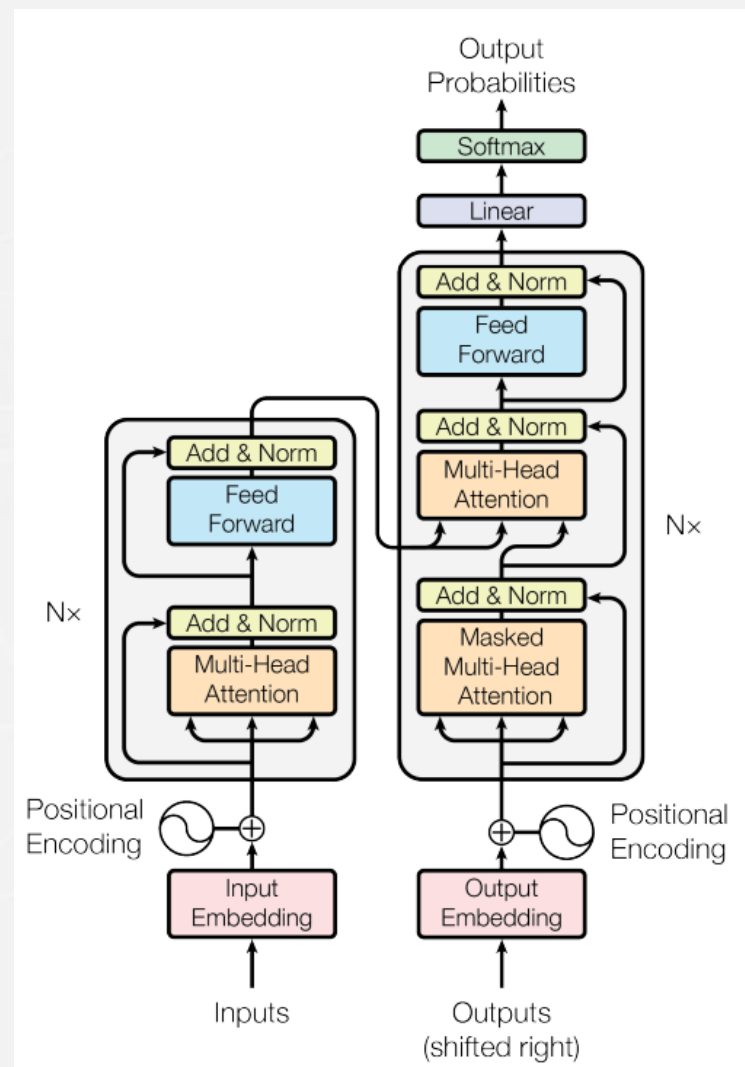 Output
Probabilities
Softmax
Linear
Add & Norm
Feed
Forward
Add & Norm
Multi-Head
Attention
Add & Norm
Masked
Multi-Head
Attention
Nx
Add & Norm
Feed
Forward
Add & Norm
Multi-Head
Attention
Nx
Positional
Encoding
Positional
Encoding
Input
Embedding
Output
Embedding
Inputs
Outputs
(shifted right)